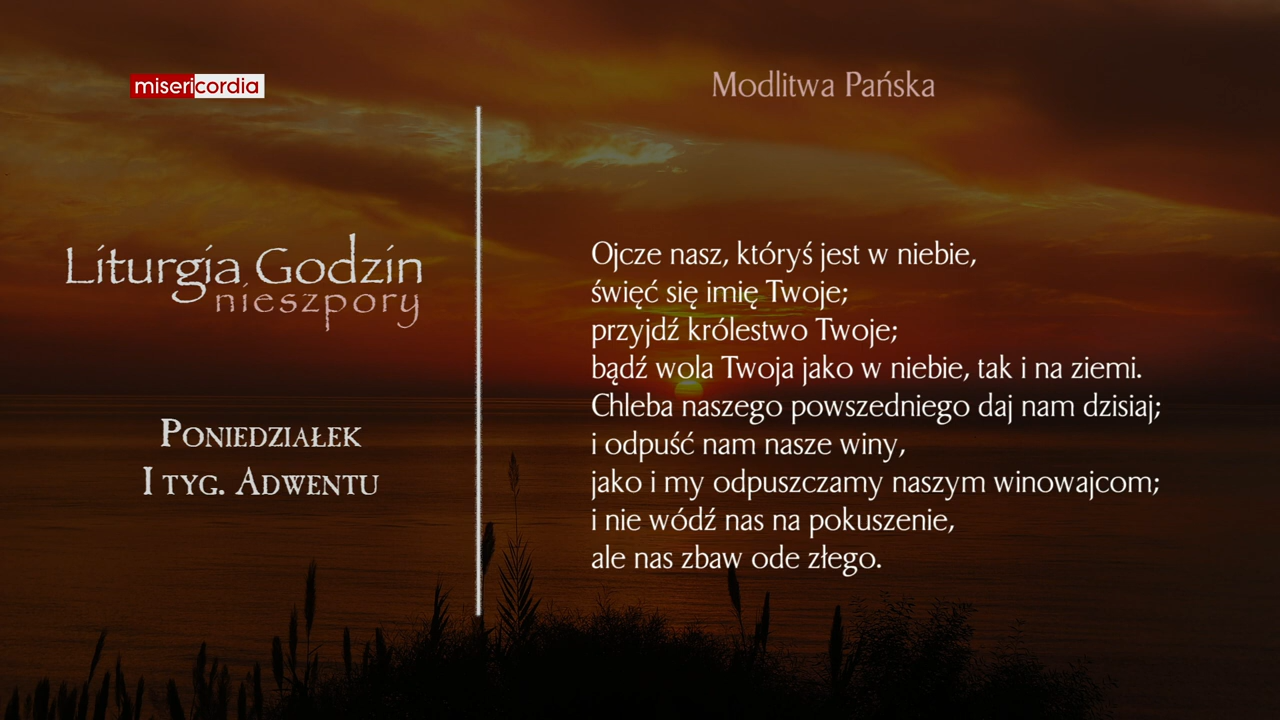 misericordia
Modlitwa Pańska
Liturgia Godzin
nieszpory
Poniedziałek
I tyg. Adwentu
Ojcze nasz, któryś jest w niebie,
święć się imię Twoje;
przyjdź królestwo Twoje;
bądź wola Twoja jako w niebie, tak i na ziemi.
Chleba naszego powszedniego daj nam dzisiaj;
i odpuść nam nasze winy,
jako i my odpuszczamy naszym winowajcom;
i nie wódź nas na pokuszenie,
ale nas zbaw ode złego.